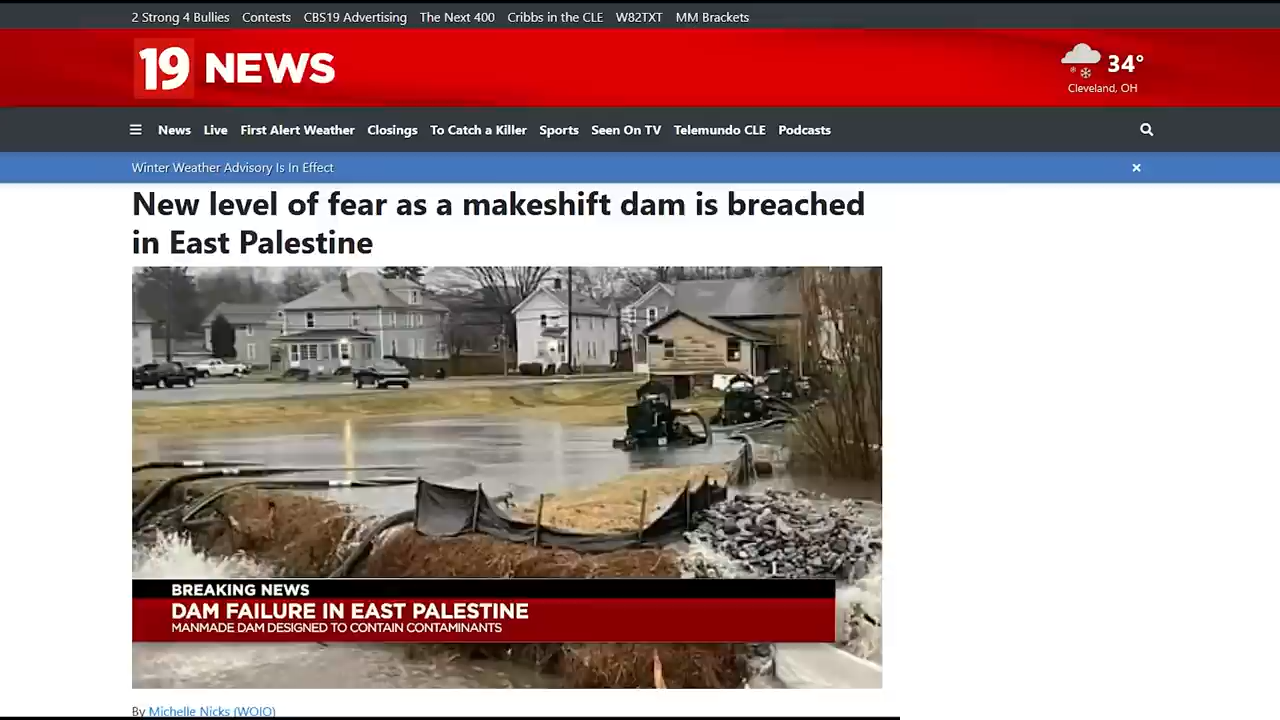 2 Strong 4 Bullies Contests CBS19 Advertising The Next 400 Cribbs in the CLE W82TXT MM Brackets
19 NEWS
34°
Cleveland, OH
News Live First Alert Weather Closings To Catch a Killer Sports Seen On TV Telemundo CLE Podcasts
Winter Weather Advisory Is In Effect
New level of fear as a makeshift dam is breached
in East Palestine
BREAKING NEWS
DAM FAILURE IN EAST PALESTINE
MANMADE DAM DESIGNED TO CONTAIN CONTAMINANTS
By Michelle Nicks (WOIO)